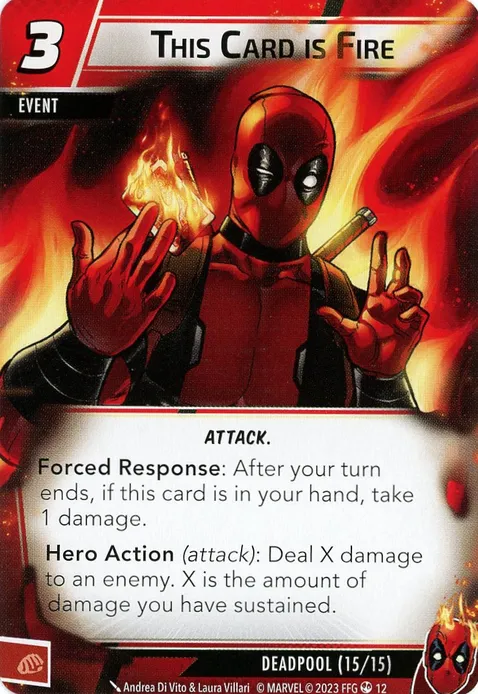 3
THIS CARD IS FIRE
EVENT
ATTACK.
Forced Response: After your turn
ends, if this card is in your hand, take
1 damage.
Hero Action (attack): Deal X damage
to an enemy. X is the amount of
damage you have sustained.
DEADPOOL (15/15)
Andrea Di Vito & Laura Villari © MARVEL © 2023 FFG 12